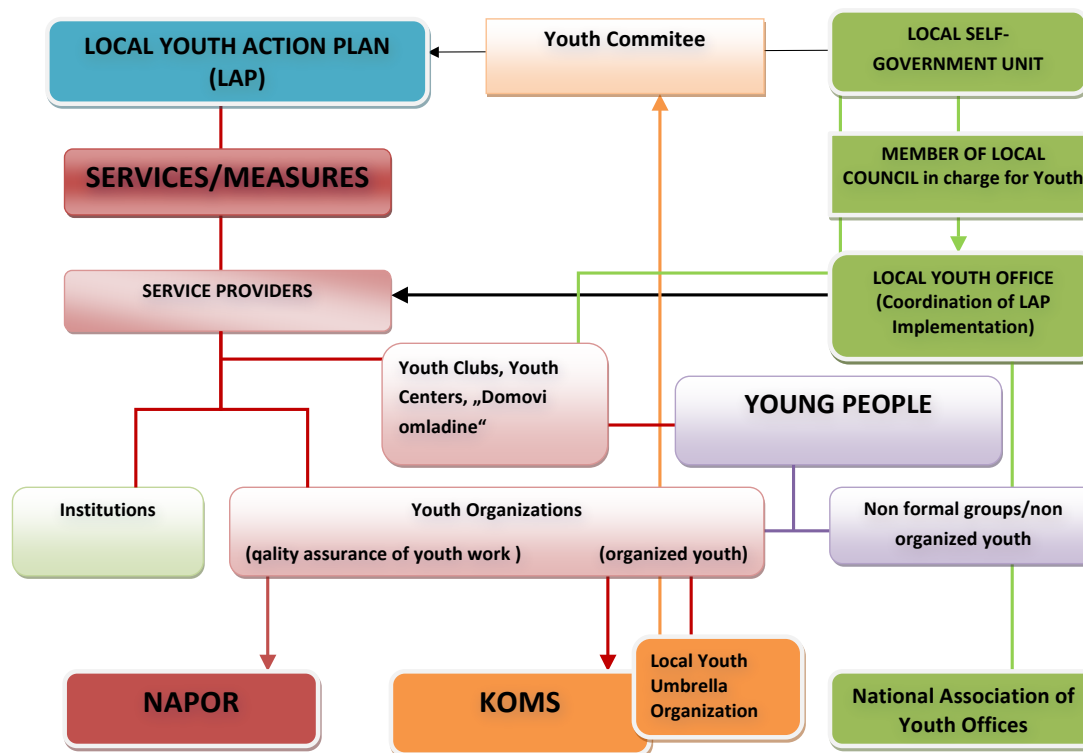 LOCAL YOUTH ACTION PLAN
(LAP)
Youth Commitee
LOCAL SELF-
GOVERNMENT UNIT
SERVICES/MEASURES
MEMBER OF LOCAL
COUNCIL in charge for Youth
SERVICE PROVIDERS
LOCAL YOUTH OFFICE
(Coordination of LAP
Implementation)
Youth Clubs, Youth
Centers, „Domovi
omladine“
YOUNG PEOPLE
Institutions
Youth Organizations
(qality assurance of youth work ) (organized youth)
Non formal groups/non
organized youth
NAPOR
KOMS
Local Youth
Umbrella
Organization
National Association of
Youth Offices